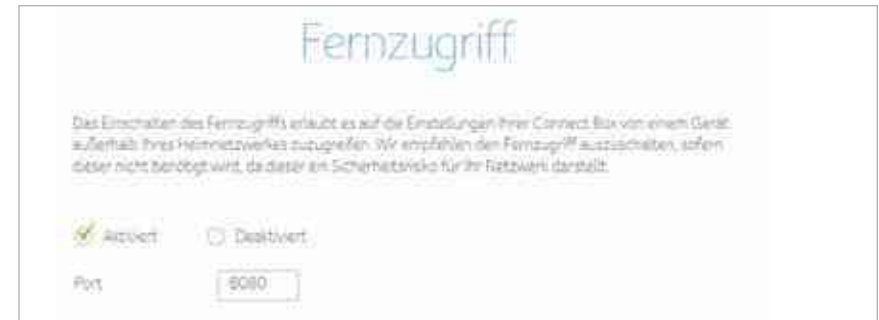 Fernzugriff
Das Einschalten des Fernzugriffs erlaubt es auf die Einstellungen Ihrer Connect Box von einem Gerät
außerhalb Ihres Heimnetzwerkes zuzugreifen. Wir empfehlen den Fernzugriff auszuschalten, sofern
dieser nicht benötigt wird, da dieser ein Sicherheitsrisiko für Ihr Netzwerk darstellt.
Aktiviert Deaktiviert
Port